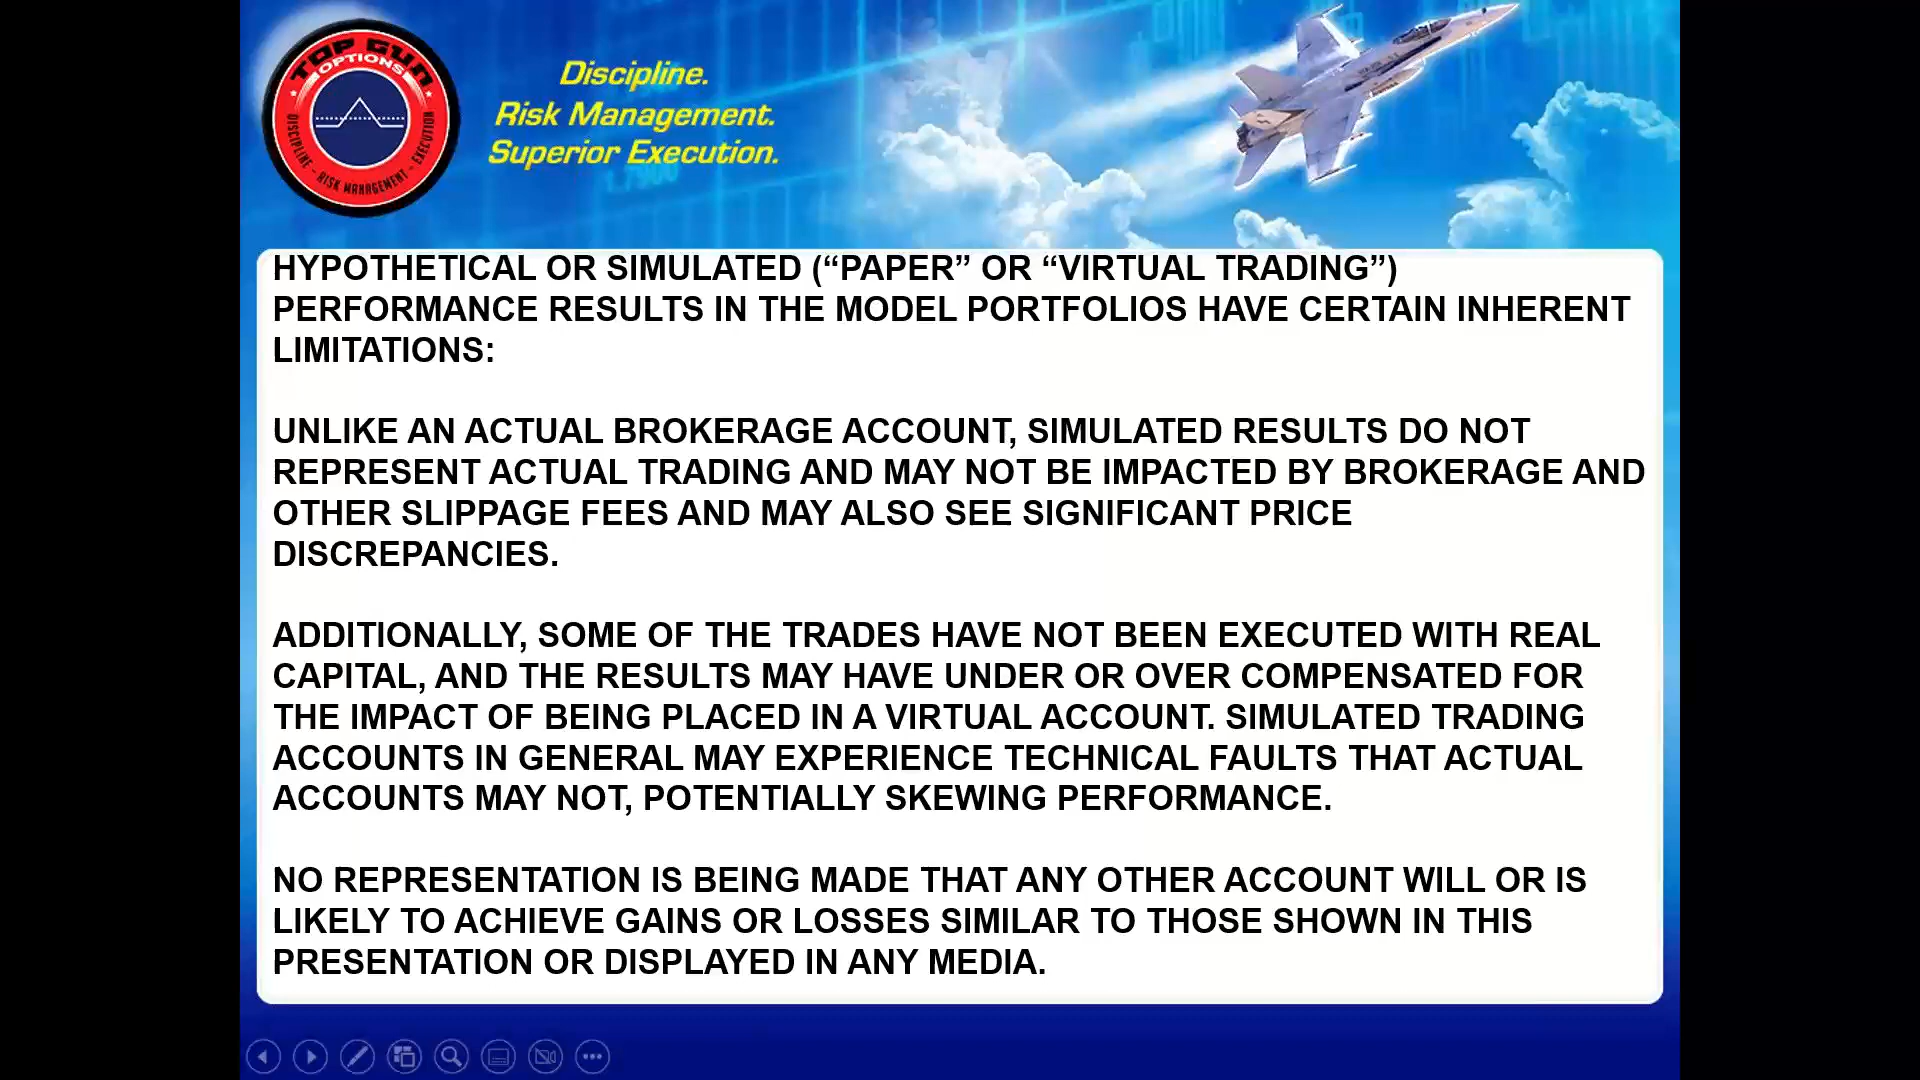 TOP GUN
OPTIONS
DISCIPLINE - RISK MANAGEMENT - EXECUTION
Discipline.
Risk Management.
Superior Execution.
HYPOTHETICAL OR SIMULATED (“PAPER” OR “VIRTUAL TRADING”)
PERFORMANCE RESULTS IN THE MODEL PORTFOLIOS HAVE CERTAIN INHERENT
LIMITATIONS:
UNLIKE AN ACTUAL BROKERAGE ACCOUNT, SIMULATED RESULTS DO NOT
REPRESENT ACTUAL TRADING AND MAY NOT BE IMPACTED BY BROKERAGE AND
OTHER SLIPPAGE FEES AND MAY ALSO SEE SIGNIFICANT PRICE
DISCREPANCIES.
ADDITIONALLY, SOME OF THE TRADES HAVE NOT BEEN EXECUTED WITH REAL
CAPITAL, AND THE RESULTS MAY HAVE UNDER OR OVER COMPENSATED FOR
THE IMPACT OF BEING PLACED IN A VIRTUAL ACCOUNT. SIMULATED TRADING
ACCOUNTS IN GENERAL MAY EXPERIENCE TECHNICAL FAULTS THAT ACTUAL
ACCOUNTS MAY NOT, POTENTIALLY SKEWING PERFORMANCE.
NO REPRESENTATION IS BEING MADE THAT ANY OTHER ACCOUNT WILL OR IS
LIKELY TO ACHIEVE GAINS OR LOSSES SIMILAR TO THOSE SHOWN IN THIS
PRESENTATION OR DISPLAYED IN ANY MEDIA.